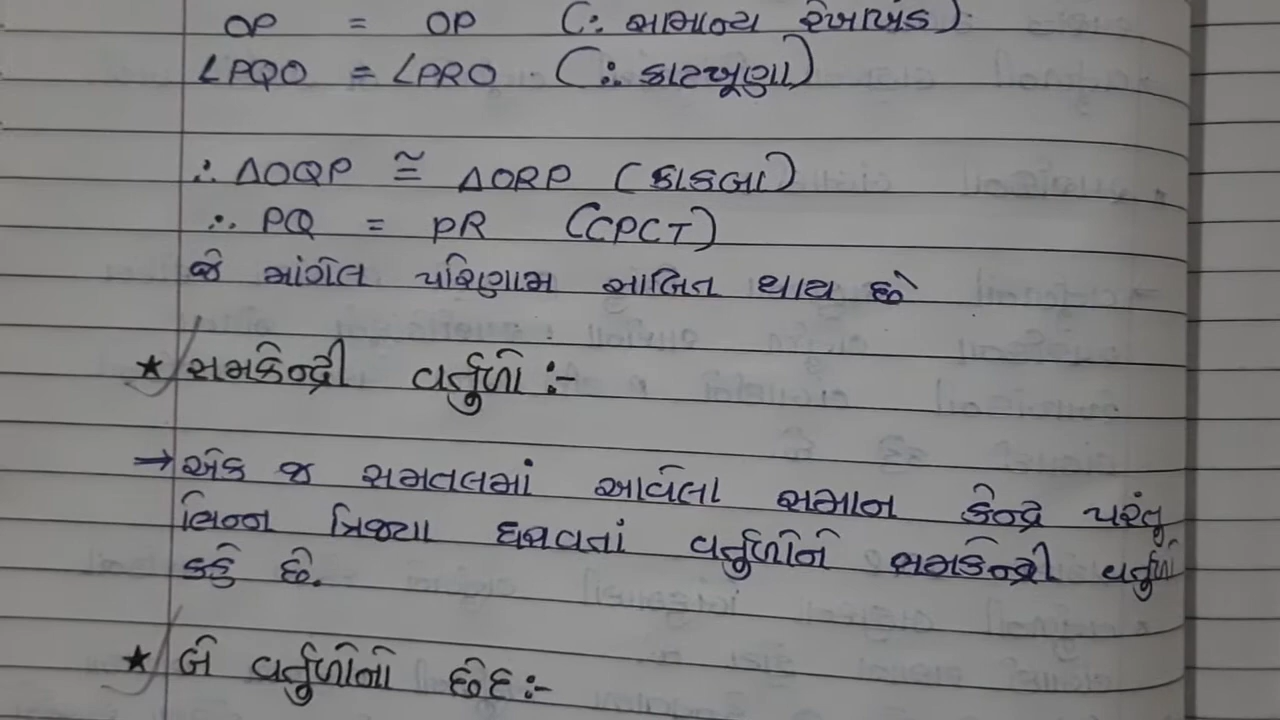 OP = OP (∵ સામાન્ય રેખાખંડ)
∠PQO = ∠PRO (∵ કાટખૂણા)
∴ ΔOQP ≅ ΔORP (કાકબા)
∴ PQ = PR (CPCT)
જે માંગેલ પરિણામ સાબિત થાય છે
★ સમકેન્દ્રી વર્તુળો :-
→ એક જ સમતલમાં આવેલા સમાન કેન્દ્રે પરંતુ
ભિન્ન ત્રિજ્યા ધરાવતાં વર્તુળોને સમકેન્દ્રી વર્તુળો
કહે છે.
★ બે વર્તુળોનો છેદ :-